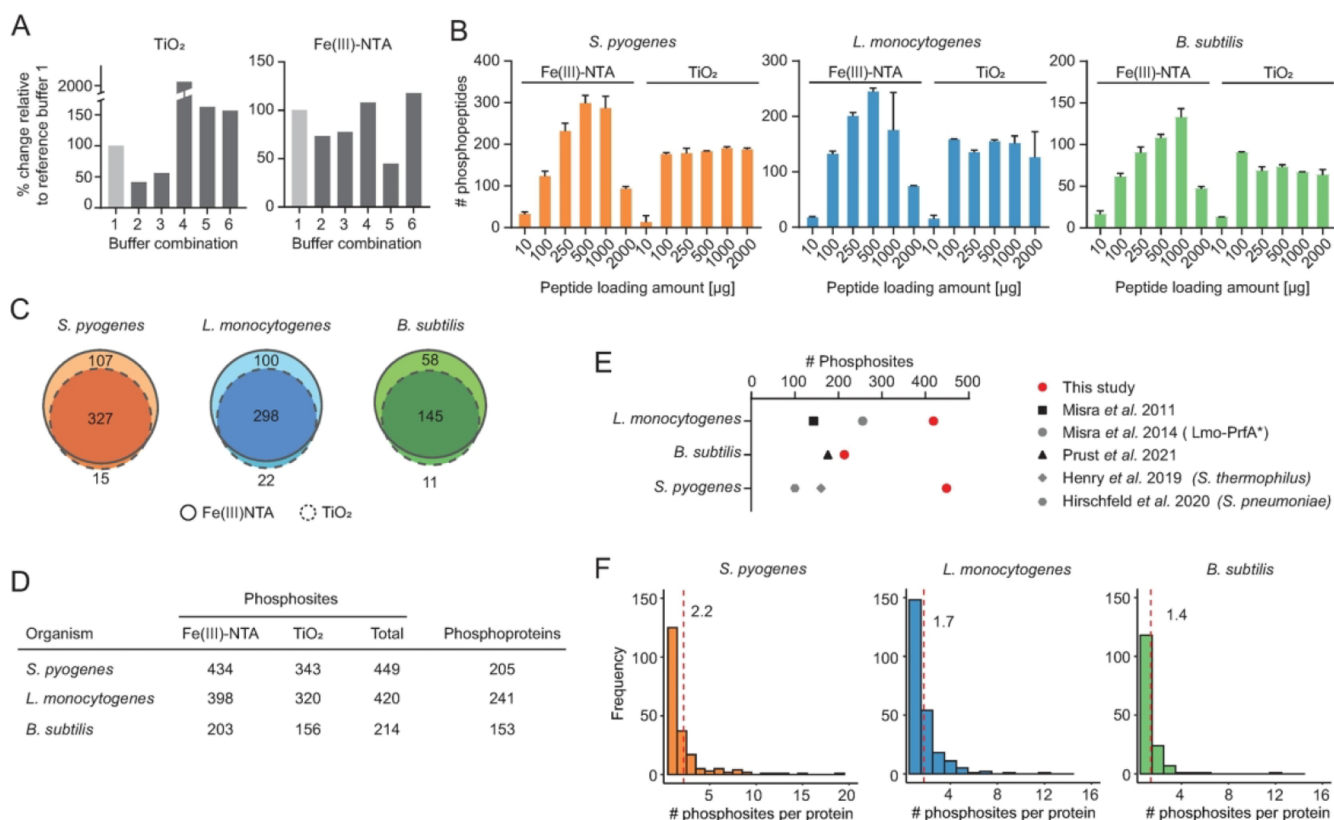 A
TiO₂
Fe(III)-NTA
% change relative
to reference buffer 1
2000
150
100
50
0
1 2 3 4 5 6
Buffer combination
150
100
50
0
1 2 3 4 5 6
Buffer combination
B
S. pyogenes
L. monocytogenes
B. subtilis
Fe(III)-NTA TiO₂
Fe(III)-NTA TiO₂
Fe(III)-NTA TiO₂
# phosphopeptides
400
300
200
100
0
10 100 250 500 1000 2000 10 100 250 500 1000 2000
Peptide loading amount [µg]
300
250
200
150
100
50
0
10 100 250 500 1000 2000 10 100 250 500 1000 2000
Peptide loading amount [µg]
200
150
100
50
0
10 100 250 500 1000 2000 10 100 250 500 1000 2000
Peptide loading amount [µg]
C
S. pyogenes
L. monocytogenes
B. subtilis
107
327
15
100
298
22
58
145
11
Fe(III)NTA TiO₂
D
Phosphosites
Organism Fe(III)-NTA TiO₂ Total Phosphoproteins
S. pyogenes 434 343 449 205
L. monocytogenes 398 320 420 241
B. subtilis 203 156 214 153
E
# Phosphosites
0 100 200 300 400 500
L. monocytogenes
B. subtilis
S. pyogenes
This study
Misra et al. 2011
Misra et al. 2014 ( Lmo-PrfA*)
Prust et al. 2021
Henry et al. 2019 (S. thermophilus)
Hirschfeld et al. 2020 (S. pneumoniae)
F
S. pyogenes
L. monocytogenes
B. subtilis
Frequency
150
100
50
0
2.2
5 10 15 20
# phosphosites per protein
150
100
50
0
1.7
4 8 12 16
# phosphosites per protein
150
100
50
0
1.4
4 8 12 16
# phosphosites per protein